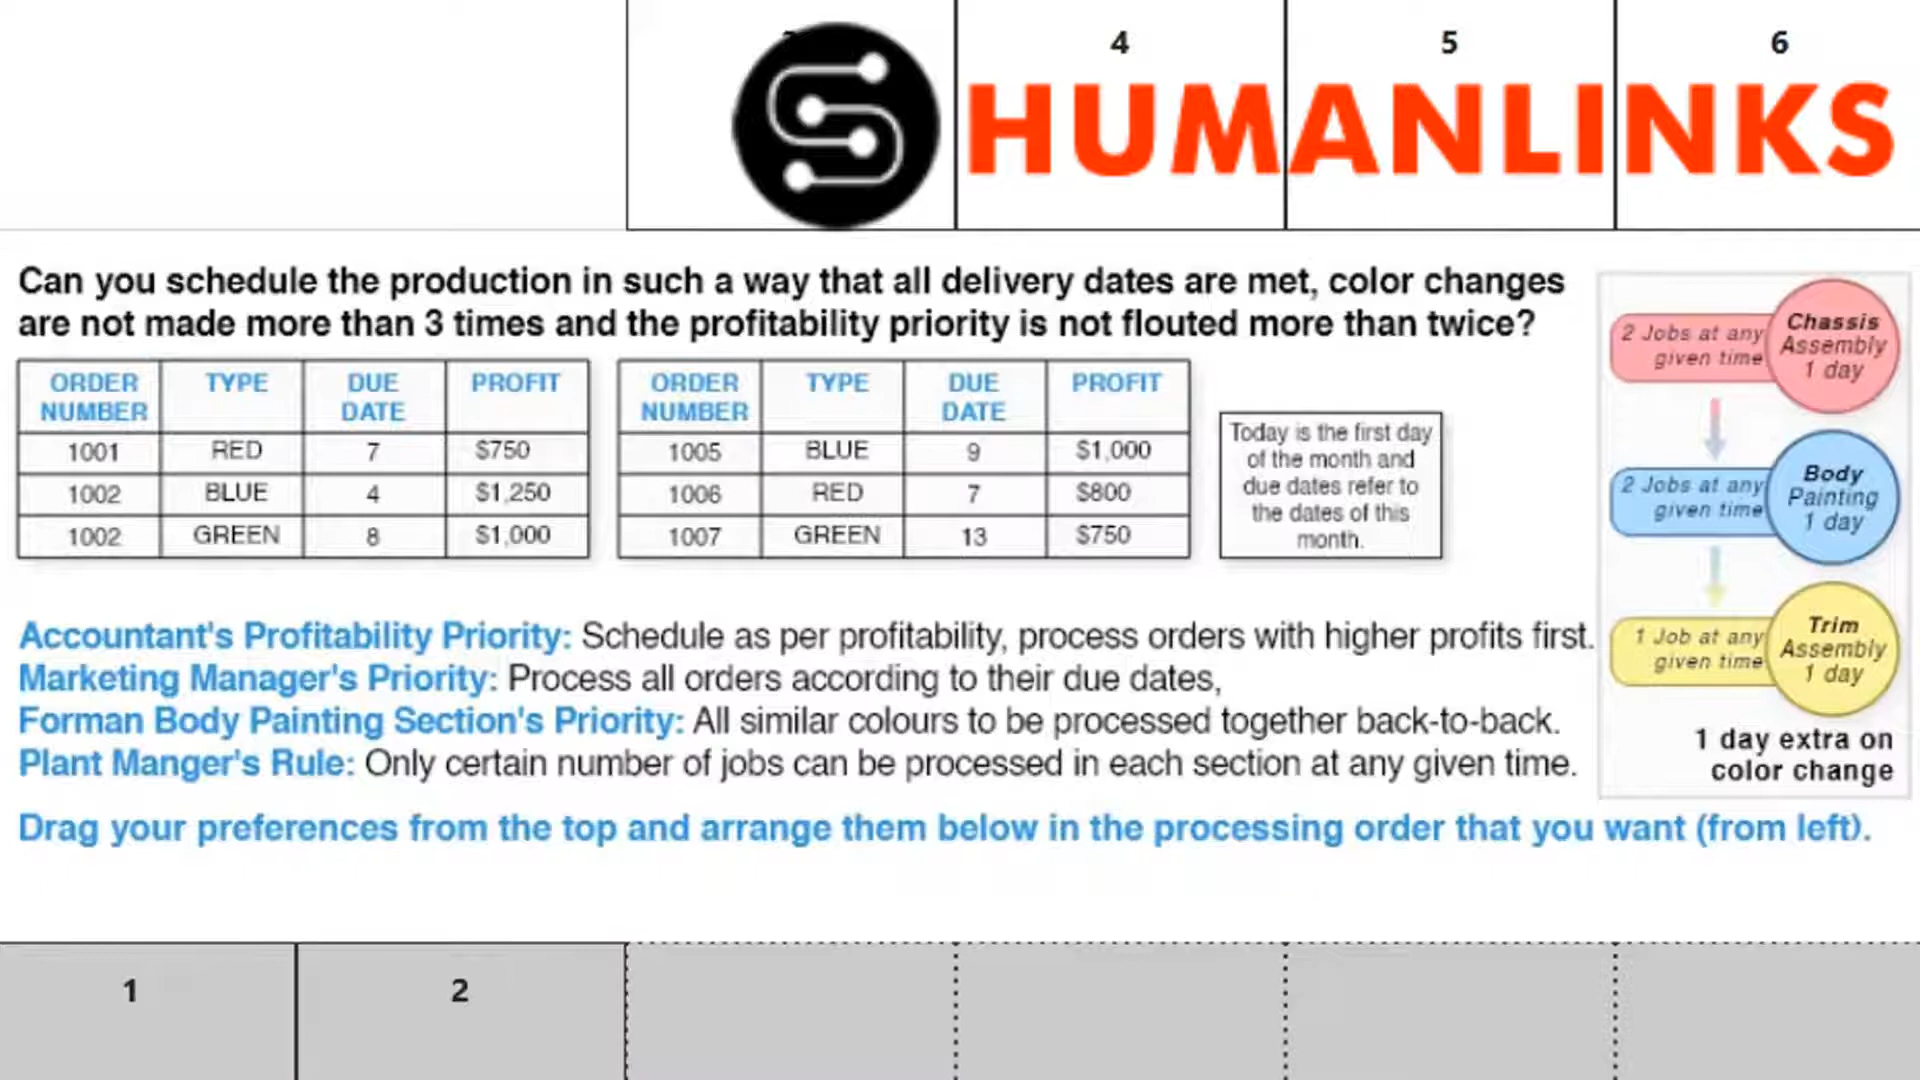 4 5 6
HUMANLINKS
Can you schedule the production in such a way that all delivery dates are met, color changes
are not made more than 3 times and the profitability priority is not flouted more than twice?
ORDER NUMBER TYPE DUE DATE PROFIT
1001 RED 7 $750
1002 BLUE 4 $1,250
1002 GREEN 8 $1,000
ORDER NUMBER TYPE DUE DATE PROFIT
1005 BLUE 9 $1,000
1006 RED 7 $800
1007 GREEN 13 $750
Today is the first day
of the month and
due dates refer to
the dates of this
month.
2 Jobs at any
given time
Chassis
Assembly
1 day
2 Jobs at any
given time
Body
Painting
1 day
1 Job at any
given time
Trim
Assembly
1 day
1 day extra on
color change
Accountant's Profitability Priority: Schedule as per profitability, process orders with higher profits first.
Marketing Manager's Priority: Process all orders according to their due dates,
Forman Body Painting Section's Priority: All similar colours to be processed together back-to-back.
Plant Manger's Rule: Only certain number of jobs can be processed in each section at any given time.
Drag your preferences from the top and arrange them below in the processing order that you want (from left).
1 2